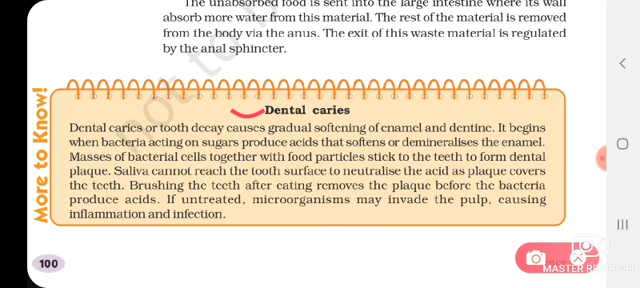 The unabsorbed food is sent into the large intestine where its wall
absorb more water from this material. The rest of the material is removed
from the body via the anus. The exit of this waste material is regulated
by the anal sphincter.
More to Know!
Dental caries
Dental caries or tooth decay causes gradual softening of enamel and dentine. It begins
when bacteria acting on sugars produce acids that softens or demineralises the enamel.
Masses of bacterial cells together with food particles stick to the teeth to form dental
plaque. Saliva cannot reach the tooth surface to neutralise the acid as plaque covers
the teeth. Brushing the teeth after eating removes the plaque before the bacteria
produce acids. If untreated, microorganisms may invade the pulp, causing
inflammation and infection.
100